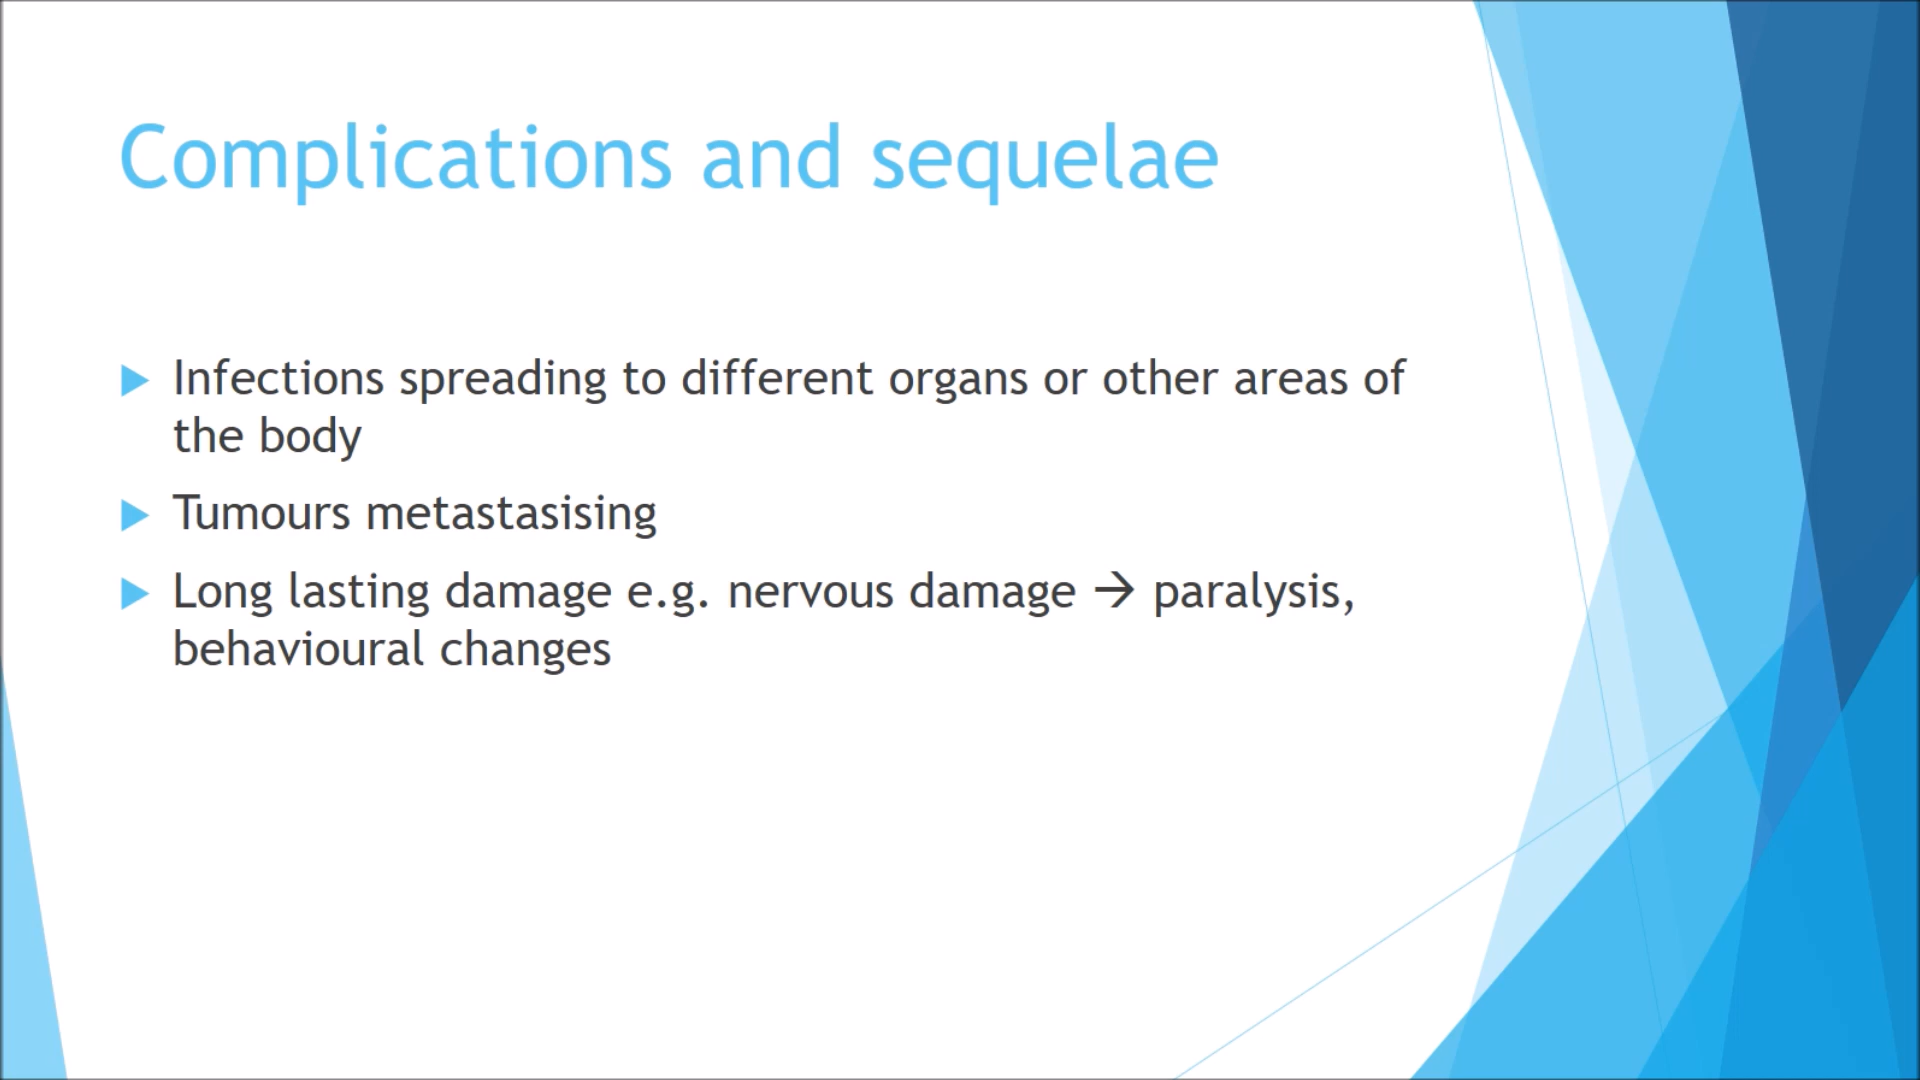 Complications and sequelae
Infections spreading to different organs or other areas of
the body
Tumours metastasising
Long lasting damage e.g. nervous damage → paralysis,
behavioural changes